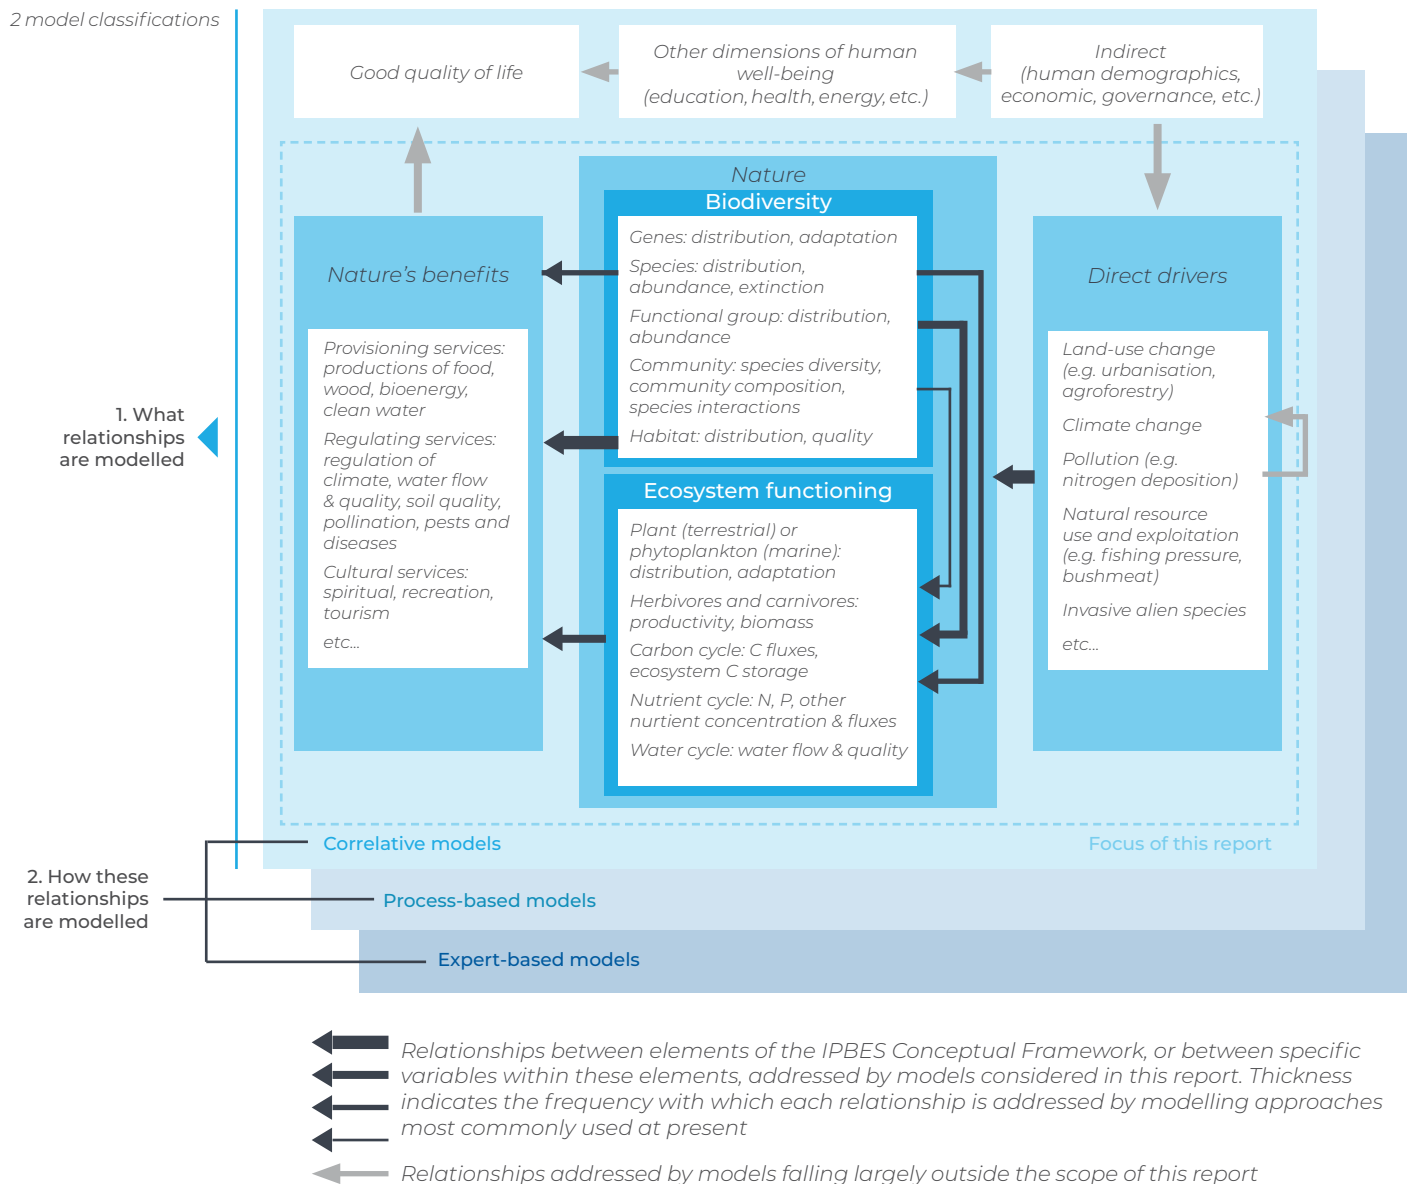 2 model classifications
Good quality of life
Other dimensions of human
well-being
(education, health, energy, etc.)
Indirect
(human demographics,
economic, governance, etc.)
Nature
Biodiversity
Genes: distribution, adaptation
Species: distribution,
abundance, extinction
Functional group: distribution,
abundance
Community: species diversity,
community composition,
species interactions
Habitat: distribution, quality
Ecosystem functioning
Plant (terrestrial) or
phytoplankton (marine):
distribution, adaptation
Herbivores and carnivores:
productivity, biomass
Carbon cycle: C fluxes,
ecosystem C storage
Nutrient cycle: N, P, other
nurtient concentration & fluxes
Water cycle: water flow & quality
Nature’s benefits
Provisioning services:
productions of food,
wood, bioenergy,
clean water
Regulating services:
regulation of
climate, water flow
& quality, soil quality,
pollination, pests and
diseases
Cultural services:
spiritual, recreation,
tourism
etc...
Direct drivers
Land-use change
(e.g. urbanisation,
agroforestry)
Climate change
Pollution (e.g.
nitrogen deposition)
Natural resource
use and exploitation
(e.g. fishing pressure,
bushmeat)
Invasive alien species
etc...
1. What
relationships
are modelled
Correlative models
Focus of this report
2. How these
relationships
are modelled
Process-based models
Expert-based models
Relationships between elements of the IPBES Conceptual Framework, or between specific
variables within these elements, addressed by models considered in this report. Thickness
indicates the frequency with which each relationship is addressed by modelling approaches
most commonly used at present
Relationships addressed by models falling largely outside the scope of this report